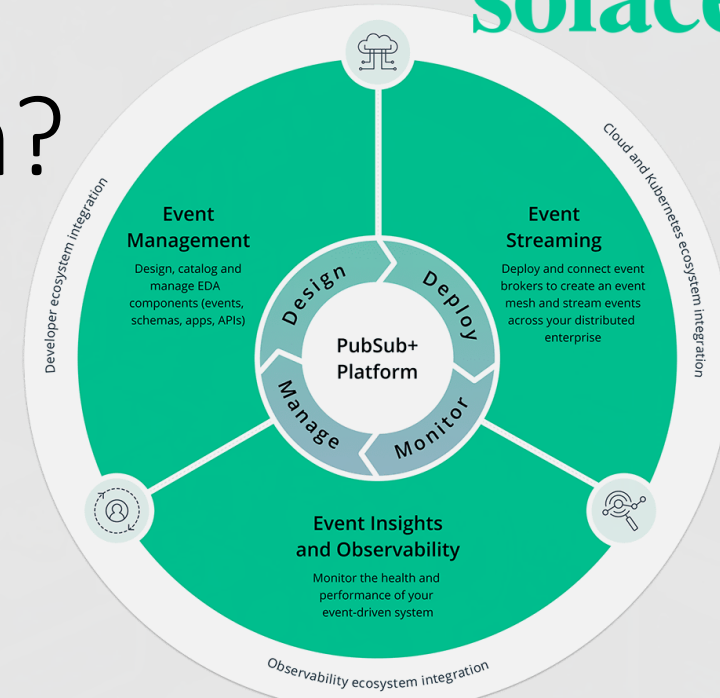 solace
?
Developer ecosystem integration
Cloud and Kubernetes ecosystem integration
Event
Management
Design, catalog and
manage EDA
components (events,
schemas, apps, APIs)
Event
Streaming
Deploy and connect event
brokers to create an event
mesh and stream events
across your distributed
enterprise
Design
Deploy
PubSub+
Platform
Manage
Monitor
Event Insights
and Observability
Monitor the health and
performance of your
event-driven system
Observability ecosystem integration